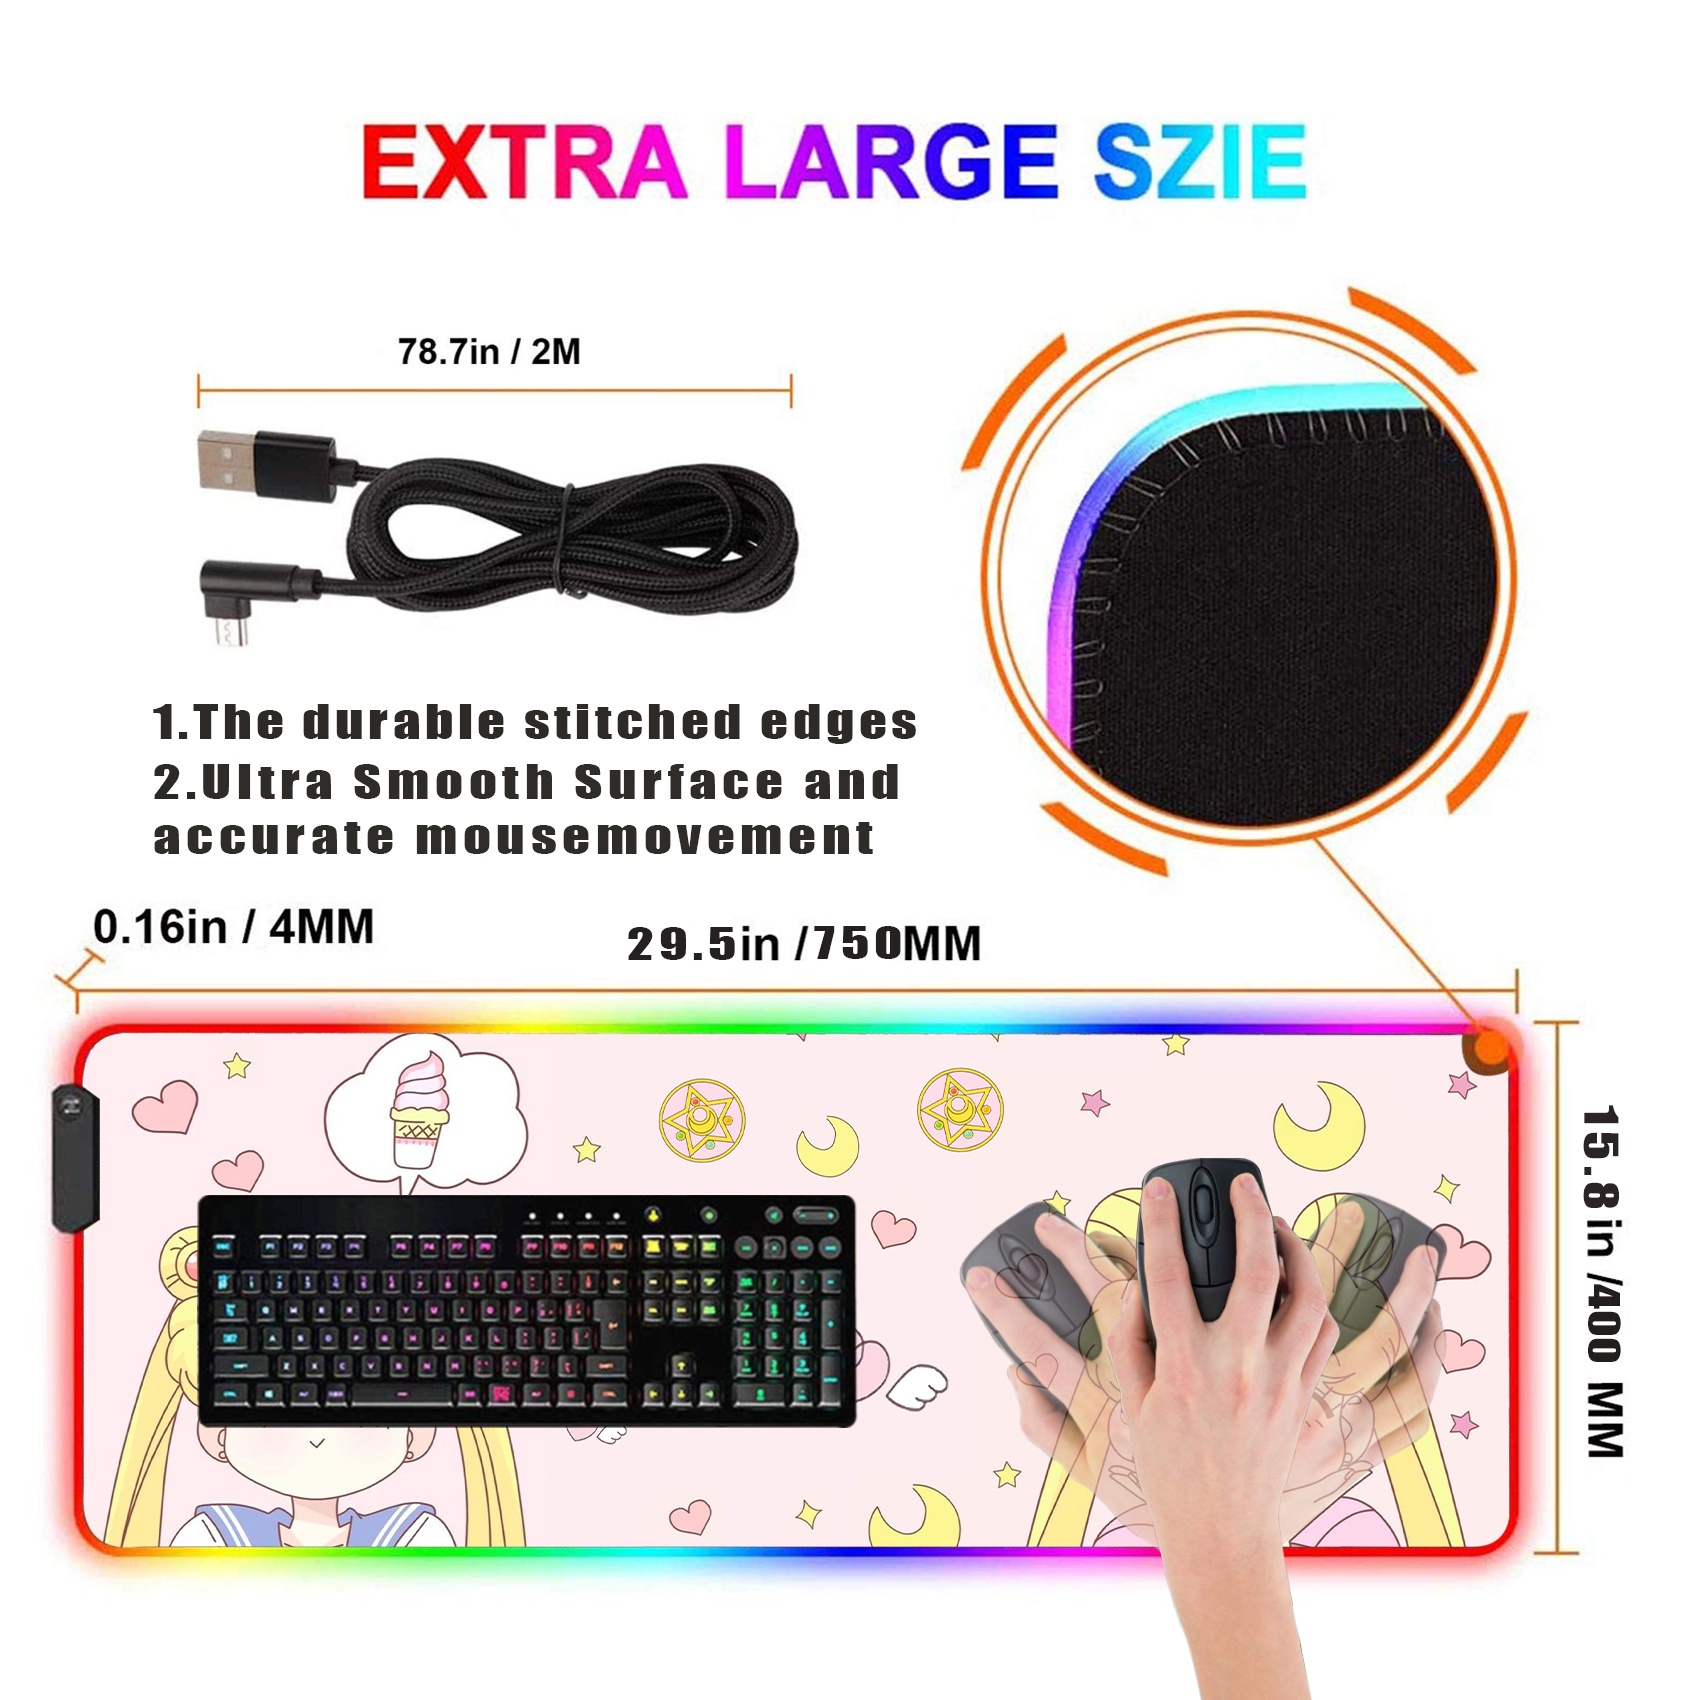 EXTRA LARGE SZIE
78.7in / 2M
1.The durable stitched edges
2.Ultra Smooth Surface and
accurate mousemovement
0.16in / 4MM
29.5in /750MM
15.8in /400 MM